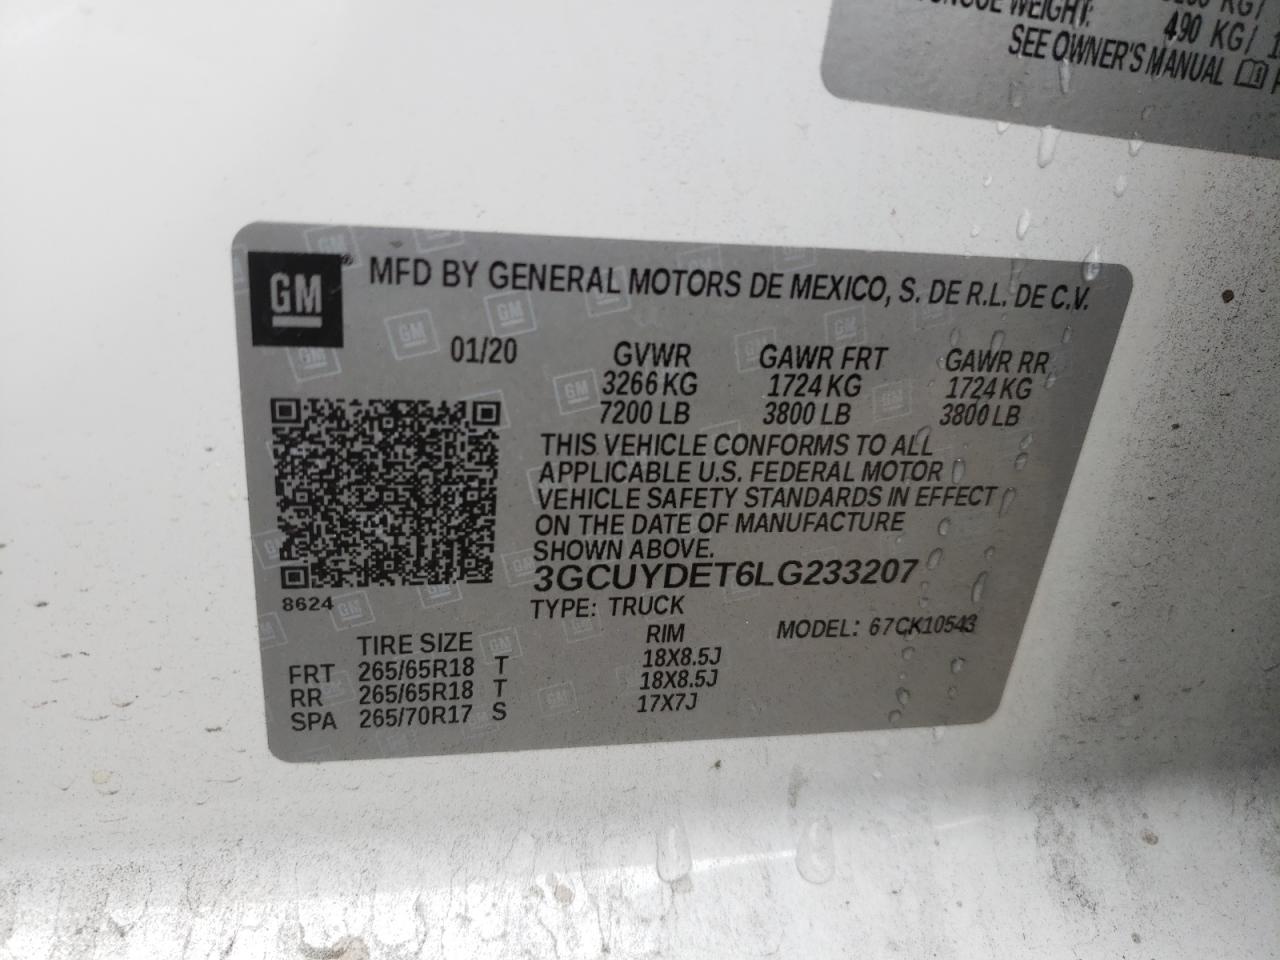 WEIGHT:
490 KG/
SEE OWNER'S MANUAL
GM
MFD BY GENERAL MOTORS DE MEXICO, S. DE R.L. DE C.V.
01/20 GVWR GAWR FRT GAWR RR
3266 KG 1724 KG 1724 KG
7200 LB 3800 LB 3800 LB
THIS VEHICLE CONFORMS TO ALL
APPLICABLE U.S. FEDERAL MOTOR
VEHICLE SAFETY STANDARDS IN EFFECT
ON THE DATE OF MANUFACTURE
SHOWN ABOVE.
3GCUYDET6LG233207
8624
TYPE: TRUCK MODEL: 67CK10543
TIRE SIZE RIM
FRT 265/65R18 T 18X8.5J
RR 265/65R18 T 18X8.5J
SPA 265/70R17 S 17X7J